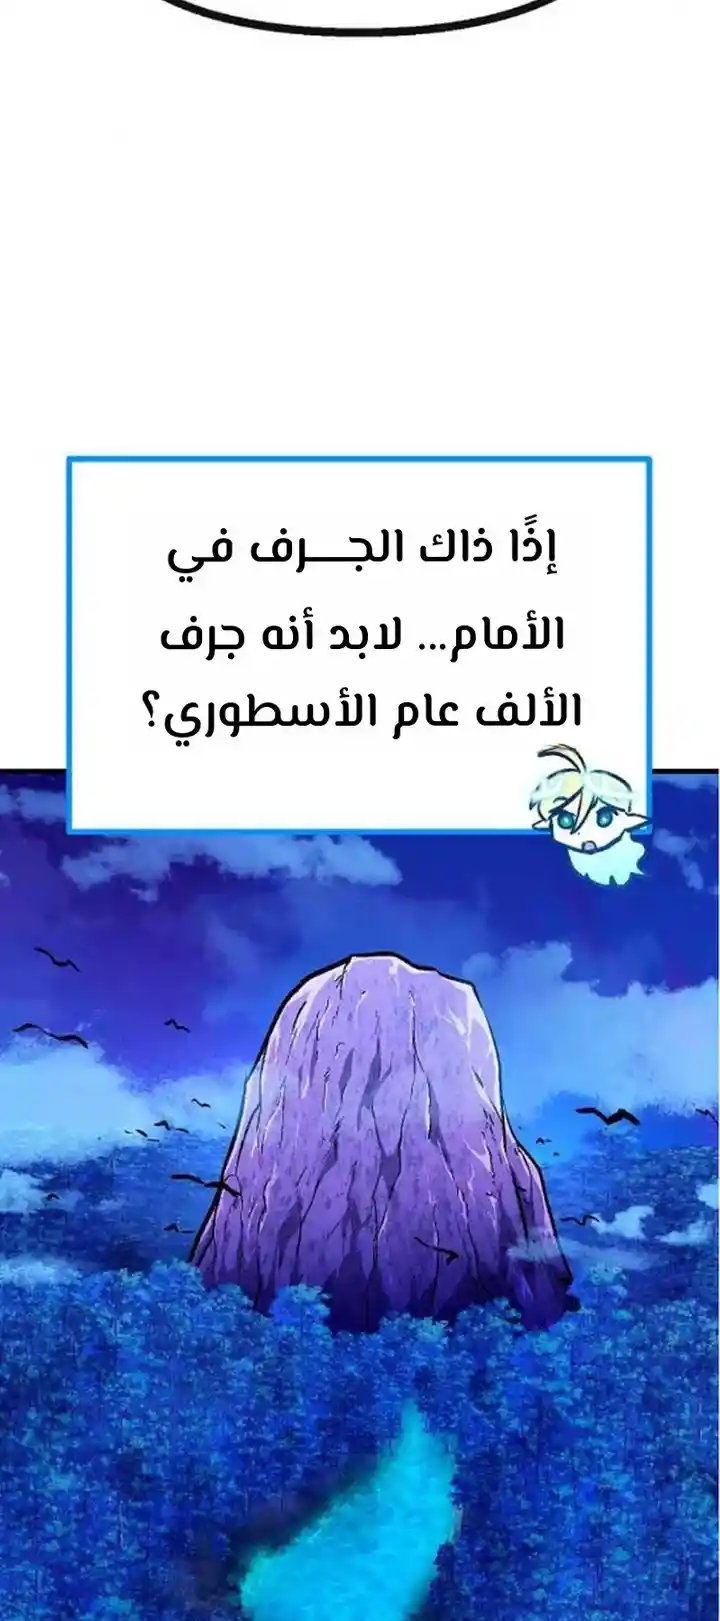 إذًا ذاك الجـــرف في
الأمام... لابد أنه جرف
الألف عام الأسطوري؟